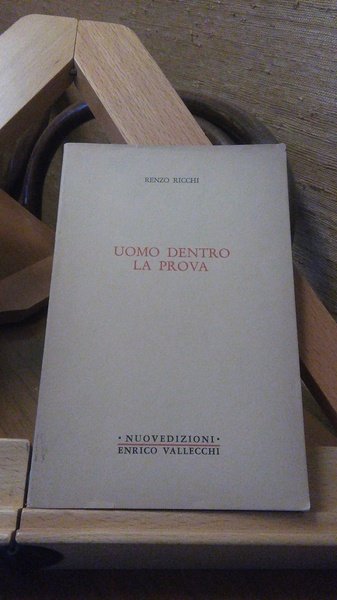 RENZO RICCHI
UOMO DENTRO
LA PROVA
• NUOVEDIZIONI •
ENRICO VALLECCHI